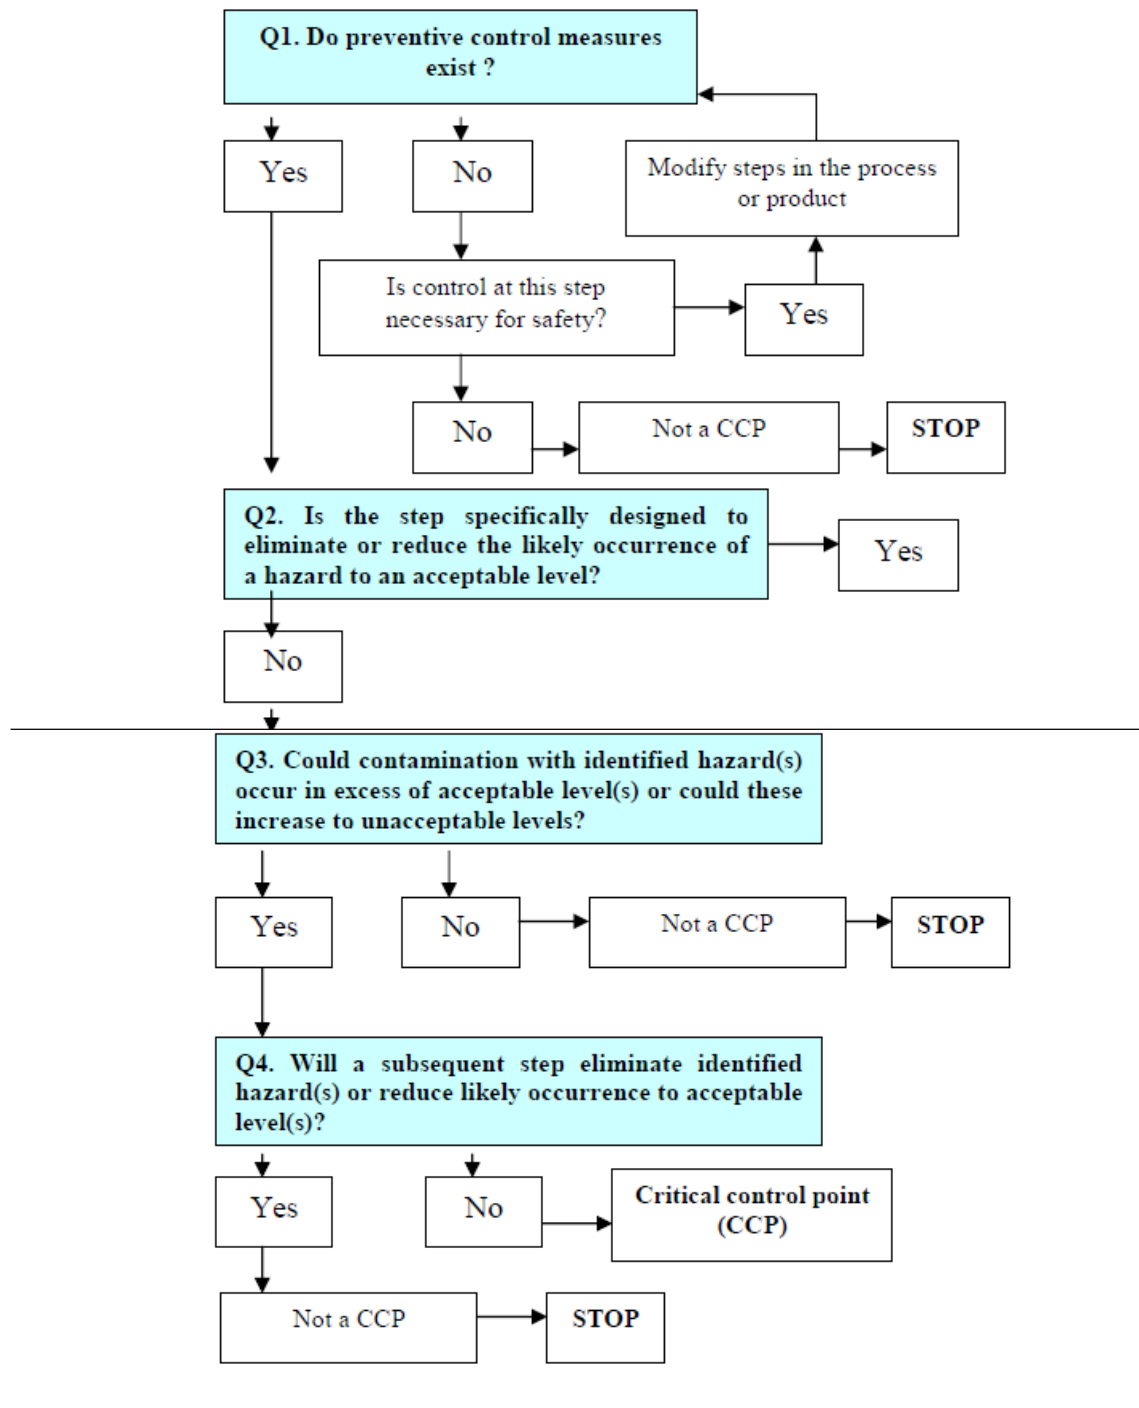 Q1. Do preventive control measures
exist ?
Yes
No
Modify steps in the process
or product
Is control at this step
necessary for safety?
Yes
No
Not a CCP
STOP
Q2. Is the step specifically designed to
eliminate or reduce the likely occurrence of
a hazard to an acceptable level?
Yes
No
Q3. Could contamination with identified hazard(s)
occur in excess of acceptable level(s) or could these
increase to unacceptable levels?
Yes
No
Not a CCP
STOP
Q4. Will a subsequent step eliminate identified
hazard(s) or reduce likely occurrence to acceptable
level(s)?
Yes
No
Critical control point
(CCP)
Not a CCP
STOP